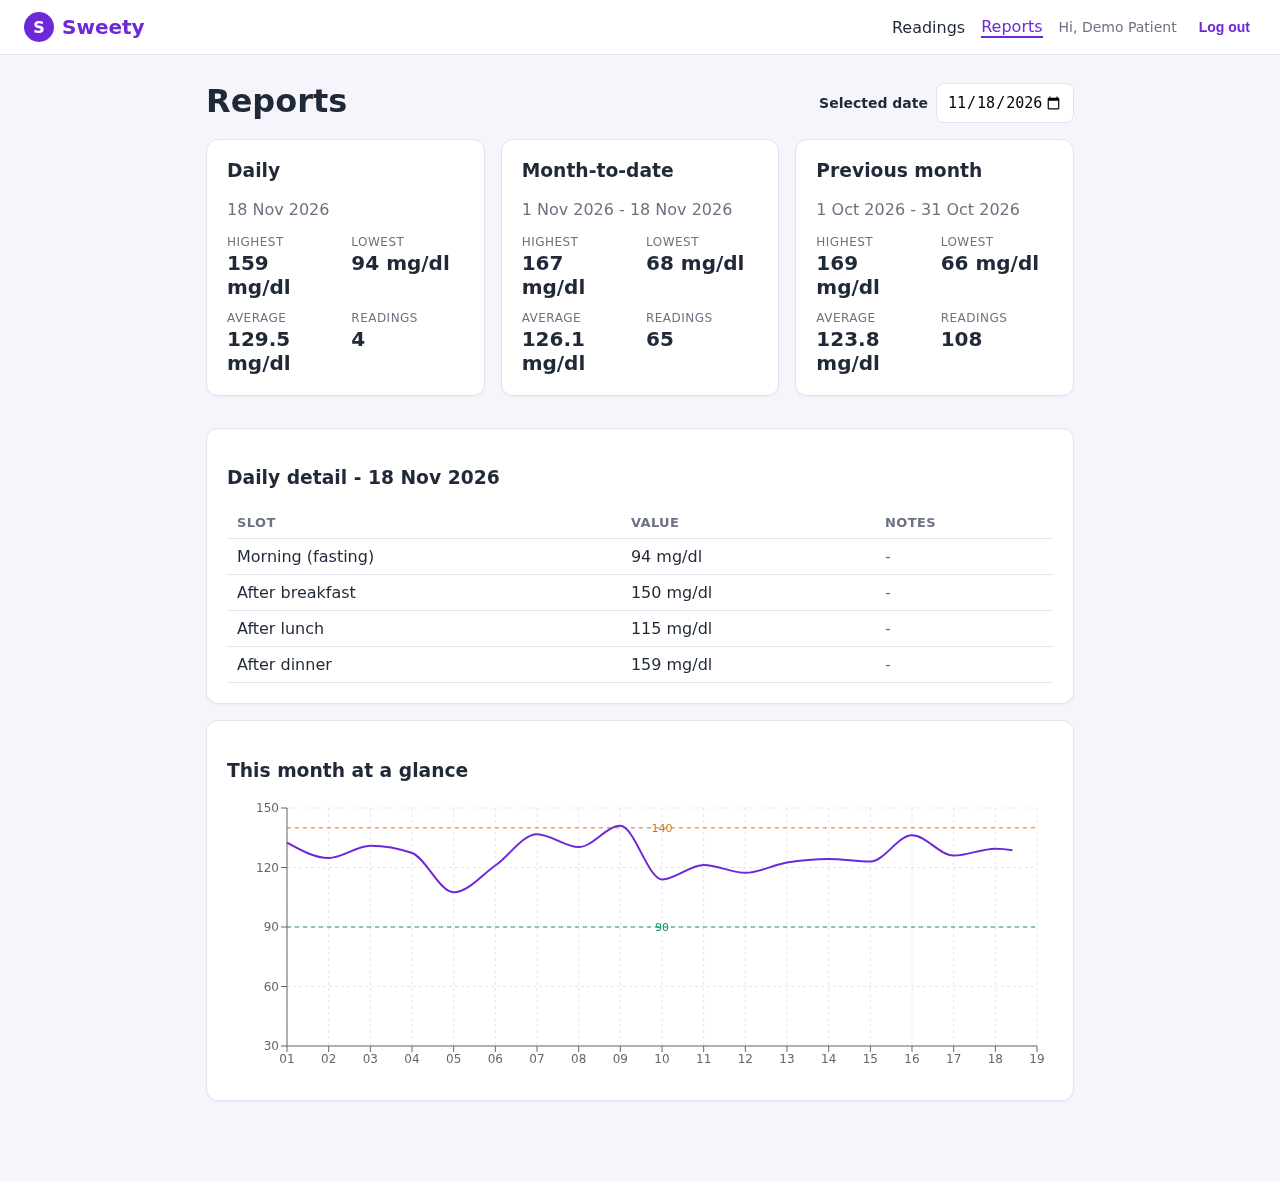 S Sweety Readings Reports Hi, Demo Patient Log out
Reports Selected date 11/18/2026
Daily
18 Nov 2026
HIGHEST LOWEST
159 94 mg/dl
mg/dl
AVERAGE READINGS
129.5 4
mg/dl
Month-to-date
1 Nov 2026 - 18 Nov 2026
HIGHEST LOWEST
167 68 mg/dl
mg/dl
AVERAGE READINGS
126.1 65
mg/dl
Previous month
1 Oct 2026 - 31 Oct 2026
HIGHEST LOWEST
169 66 mg/dl
mg/dl
AVERAGE READINGS
123.8 108
mg/dl
Daily detail - 18 Nov 2026
SLOT VALUE NOTES
Morning (fasting) 94 mg/dl -
After breakfast 150 mg/dl -
After lunch 115 mg/dl -
After dinner 159 mg/dl -
This month at a glance
150
140
120
90 90
60
30
01 02 03 04 05 06 07 08 09 10 11 12 13 14 15 16 17 18 19